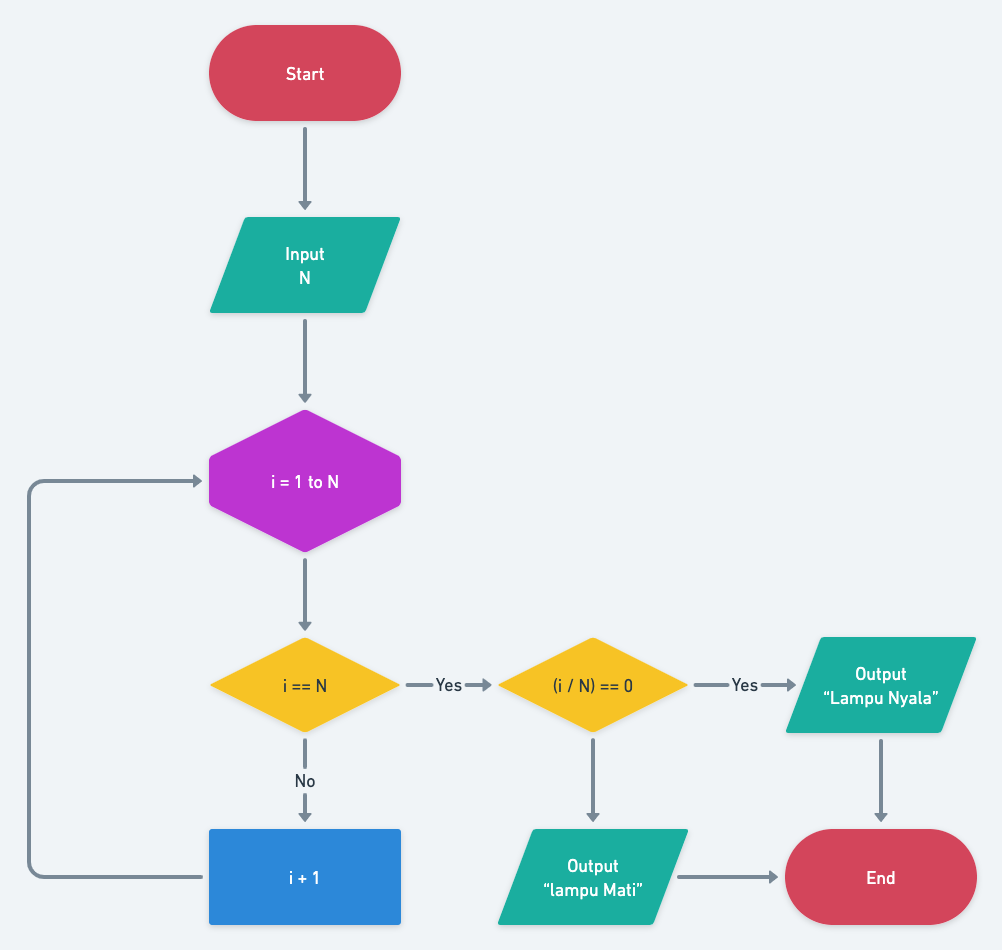 Start
Input
N
i = 1 to N
i == N
Yes
(i / N) == 0
Yes
Output
“Lampu Nyala”
No
i + 1
Output
“lampu Mati”
End